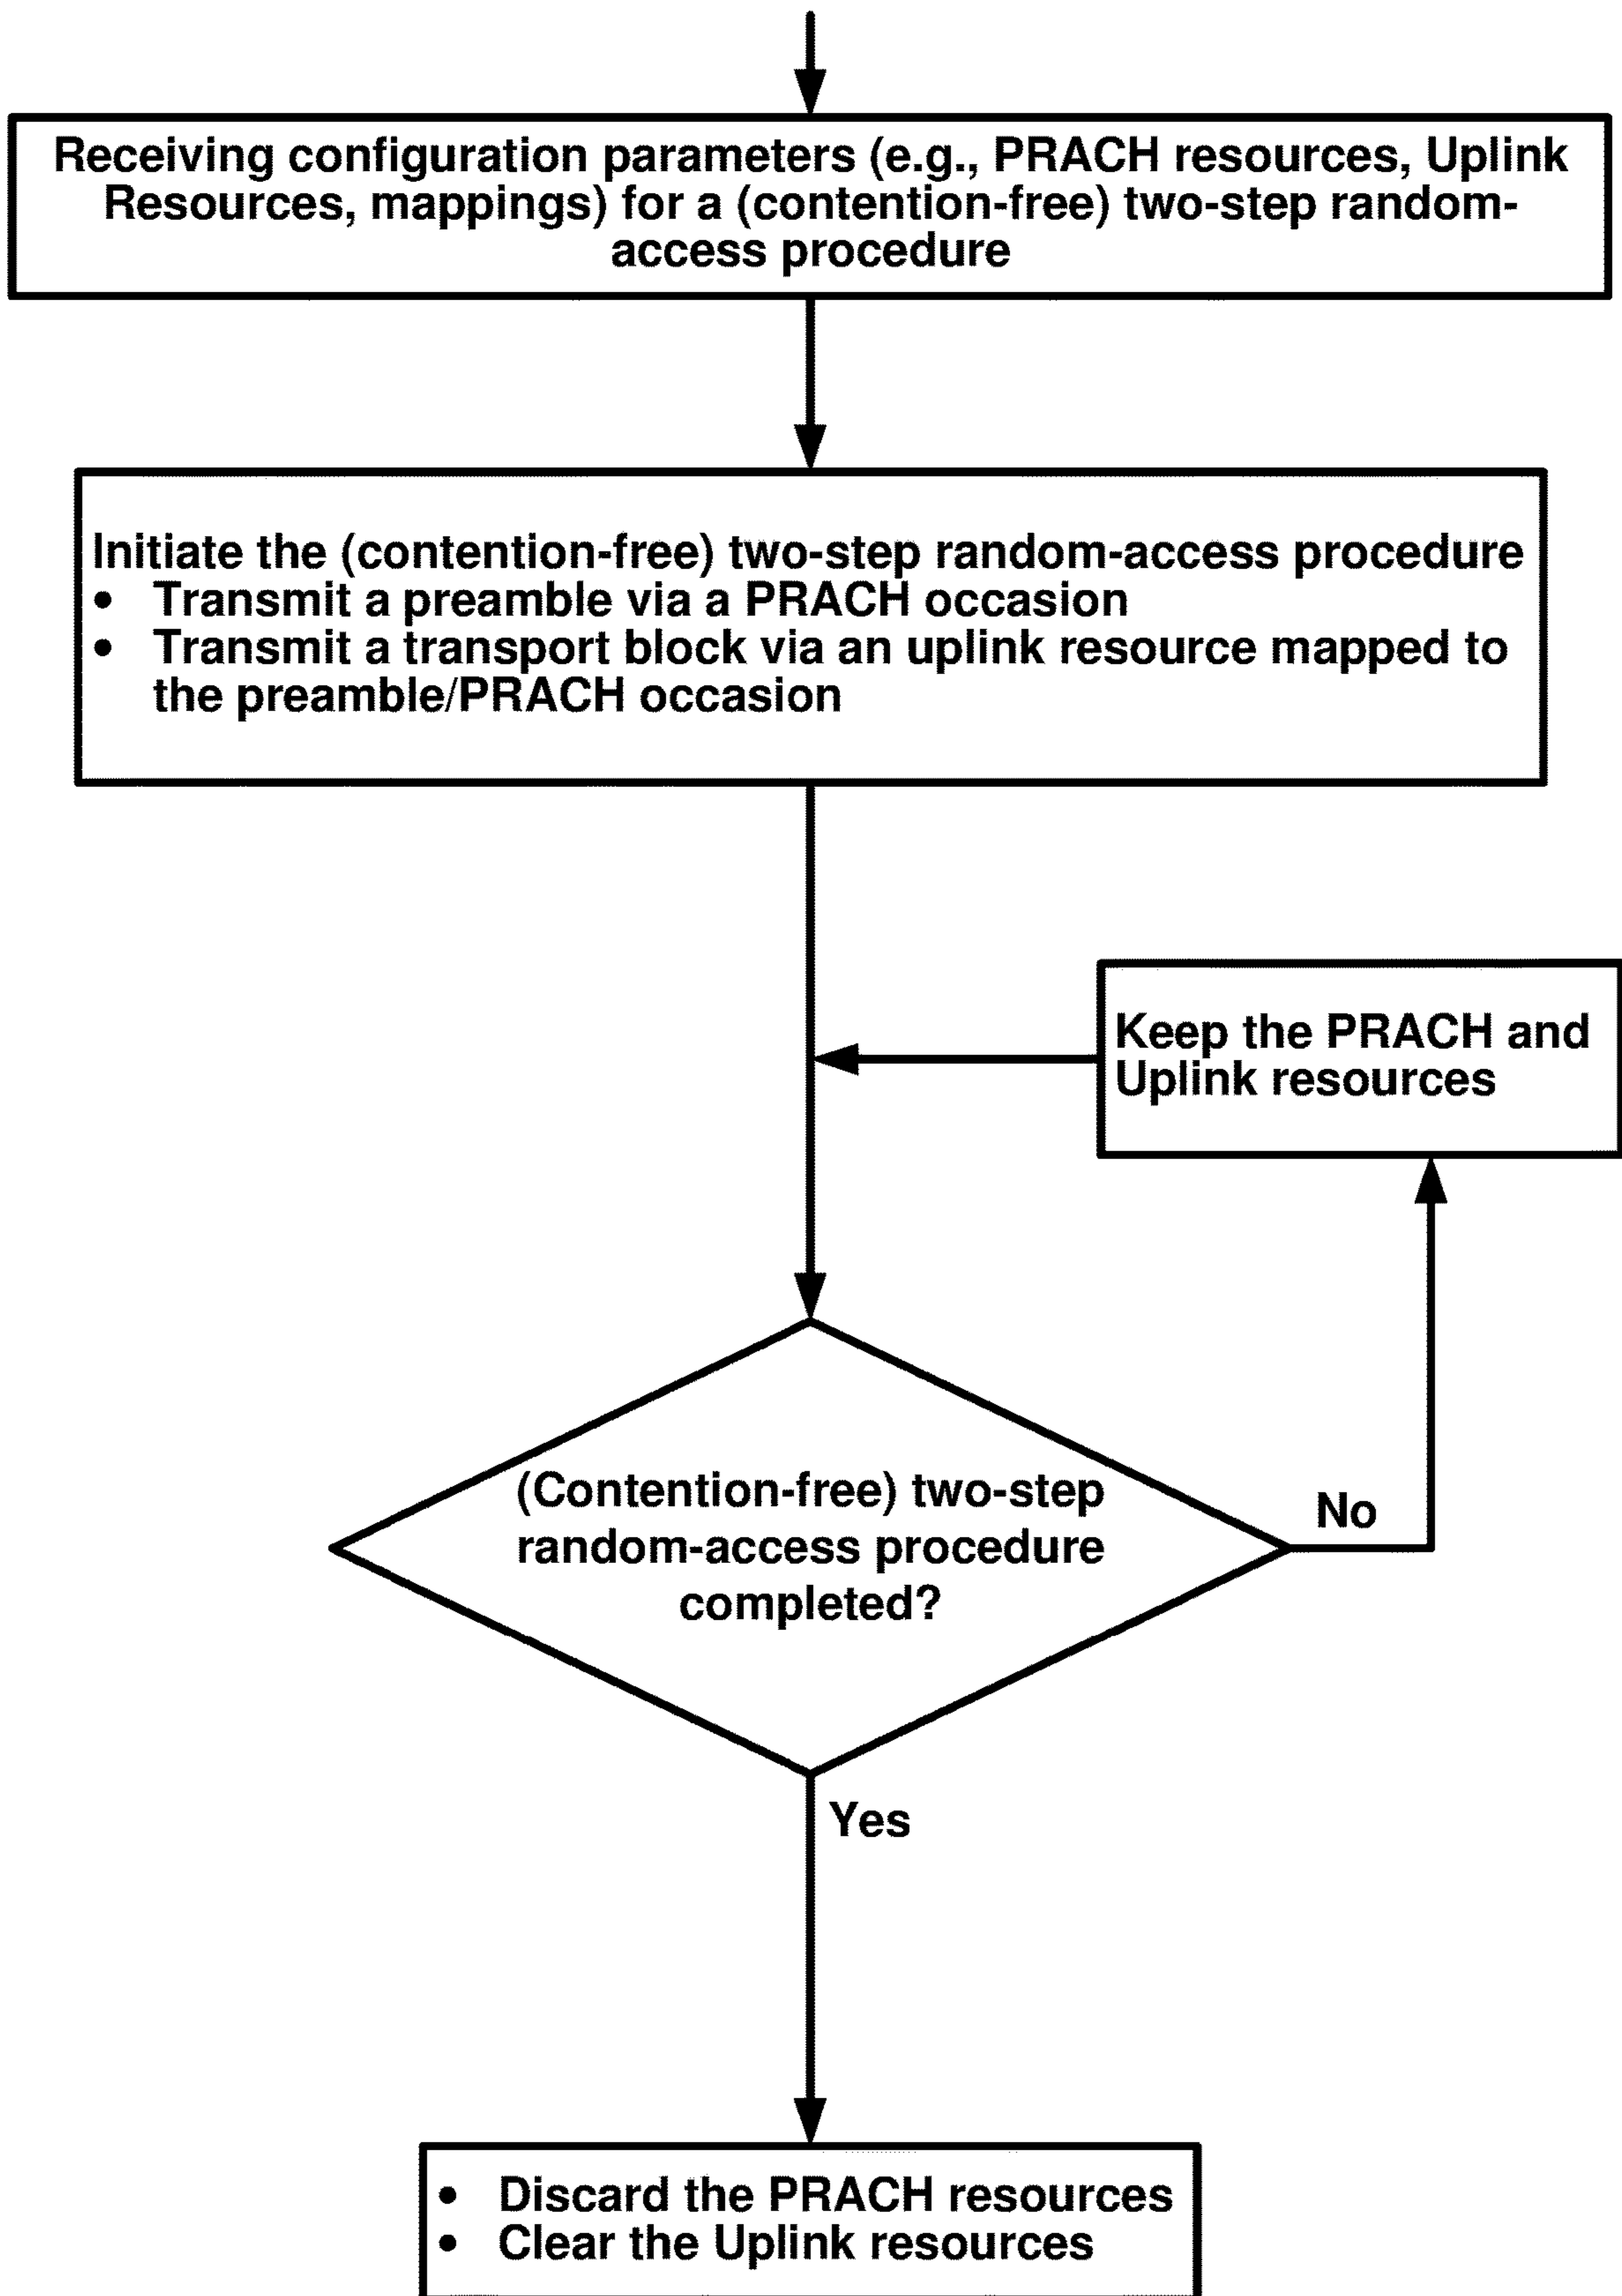 Receiving configuration parameters (e.g., PRACH resources, Uplink
Resources, mappings) for a (contention-free) two-step random-
access procedure
Initiate the (contention-free) two-step random-access procedure
• Transmit a preamble via a PRACH occasion
• Transmit a transport block via an uplink resource mapped to
the preamble/PRACH occasion
Keep the PRACH and
Uplink resources
(Contention-free) two-step
random-access procedure
completed?
No
Yes
• Discard the PRACH resources
• Clear the Uplink resources